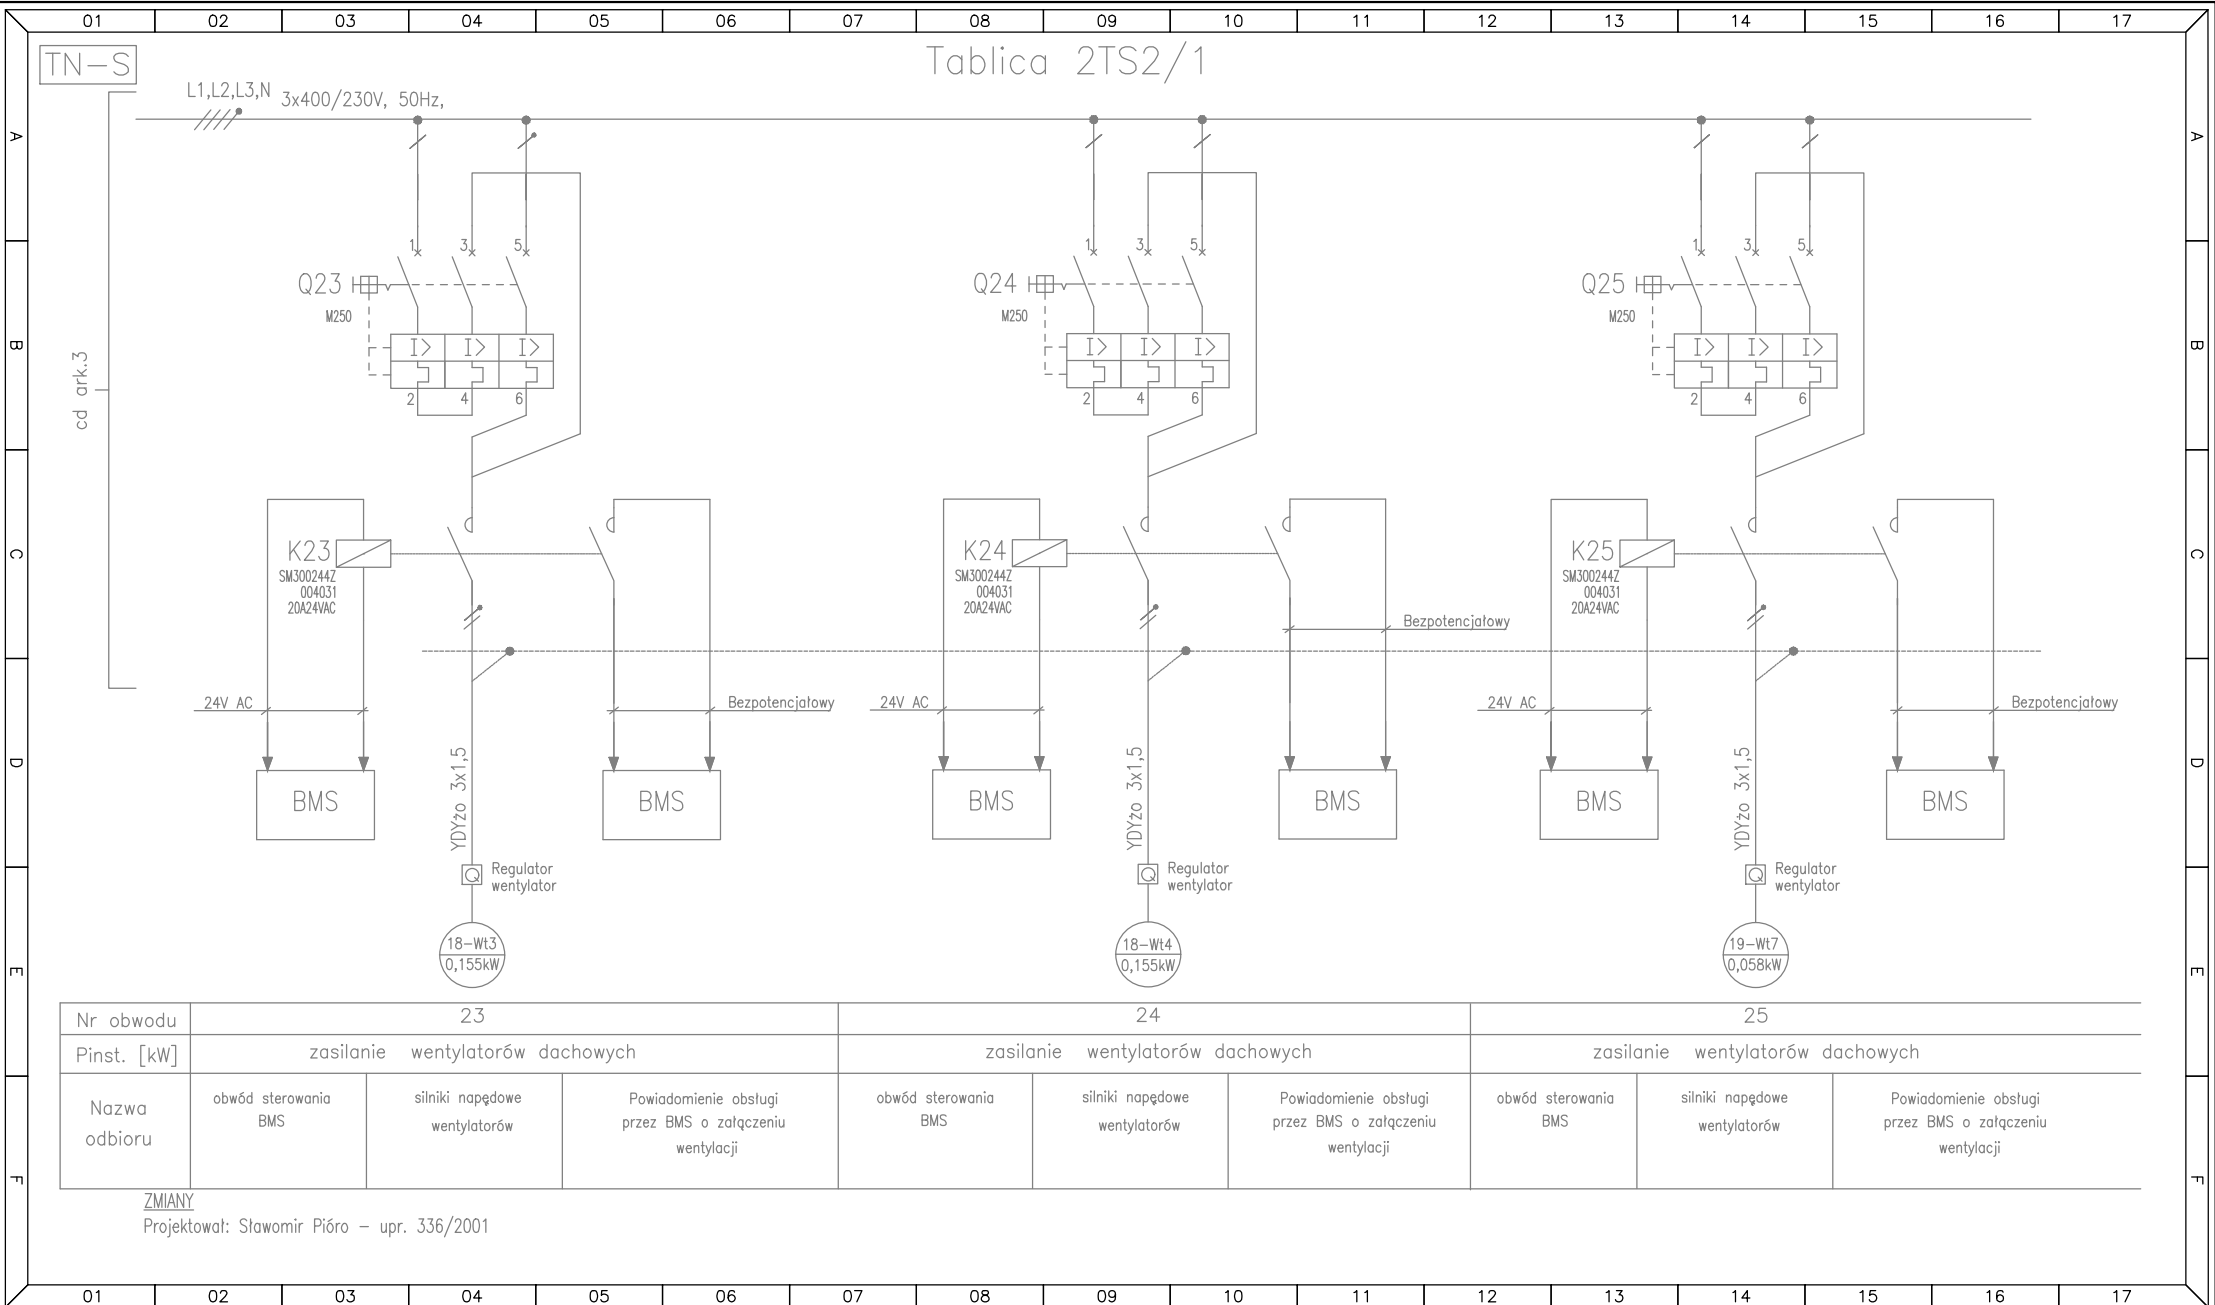 01 02 03 04 05 06 07 08 09 10 11 12 13 14 15 16 17
TN-S
Tablica 2TS2/1
L1,L2,L3,N 3x400/230V, 50Hz,
A A
1 3 5 1 3 5 1 3 5
Q23 Q24 Q25
M250 M250 M250
B B
I> I> I> I> I> I> I> I> I>
cd ark.3
2 4 6 2 4 6 2 4 6
C C
K23 K24 K25
SM300244Z SM300244Z SM300244Z
004031 004031 004031
20A24VAC 20A24VAC 20A24VAC
Bezpotencjałowy
24V AC Bezpotencjałowy 24V AC 24V AC Bezpotencjałowy
D D
YDYżo 3x1,5 YDYżo 3x1,5 YDYżo 3x1,5
BMS BMS BMS BMS BMS BMS
Q Regulator Q Regulator Q Regulator
wentylator wentylator wentylator
18-Wt3 18-Wt4 19-Wt7
0,155kW 0,155kW 0,058kW
E E
Nr obwodu 23 24 25
Pinst. [kW] zasilanie wentylatorów dachowych zasilanie wentylatorów dachowych zasilanie wentylatorów dachowych
Nazwa
odbioru
obwód sterowania
BMS
silniki napędowe
wentylatorów
Powiadomienie obsługi
przez BMS o załączeniu
wentylacji
obwód sterowania
BMS
silniki napędowe
wentylatorów
Powiadomienie obsługi
przez BMS o załączeniu
wentylacji
obwód sterowania
BMS
silniki napędowe
wentylatorów
Powiadomienie obsługi
przez BMS o załączeniu
wentylacji
F F
ZMIANY
Projektował: Sławomir Pióro - upr. 336/2001
01 02 03 04 05 06 07 08 09 10 11 12 13 14 15 16 17